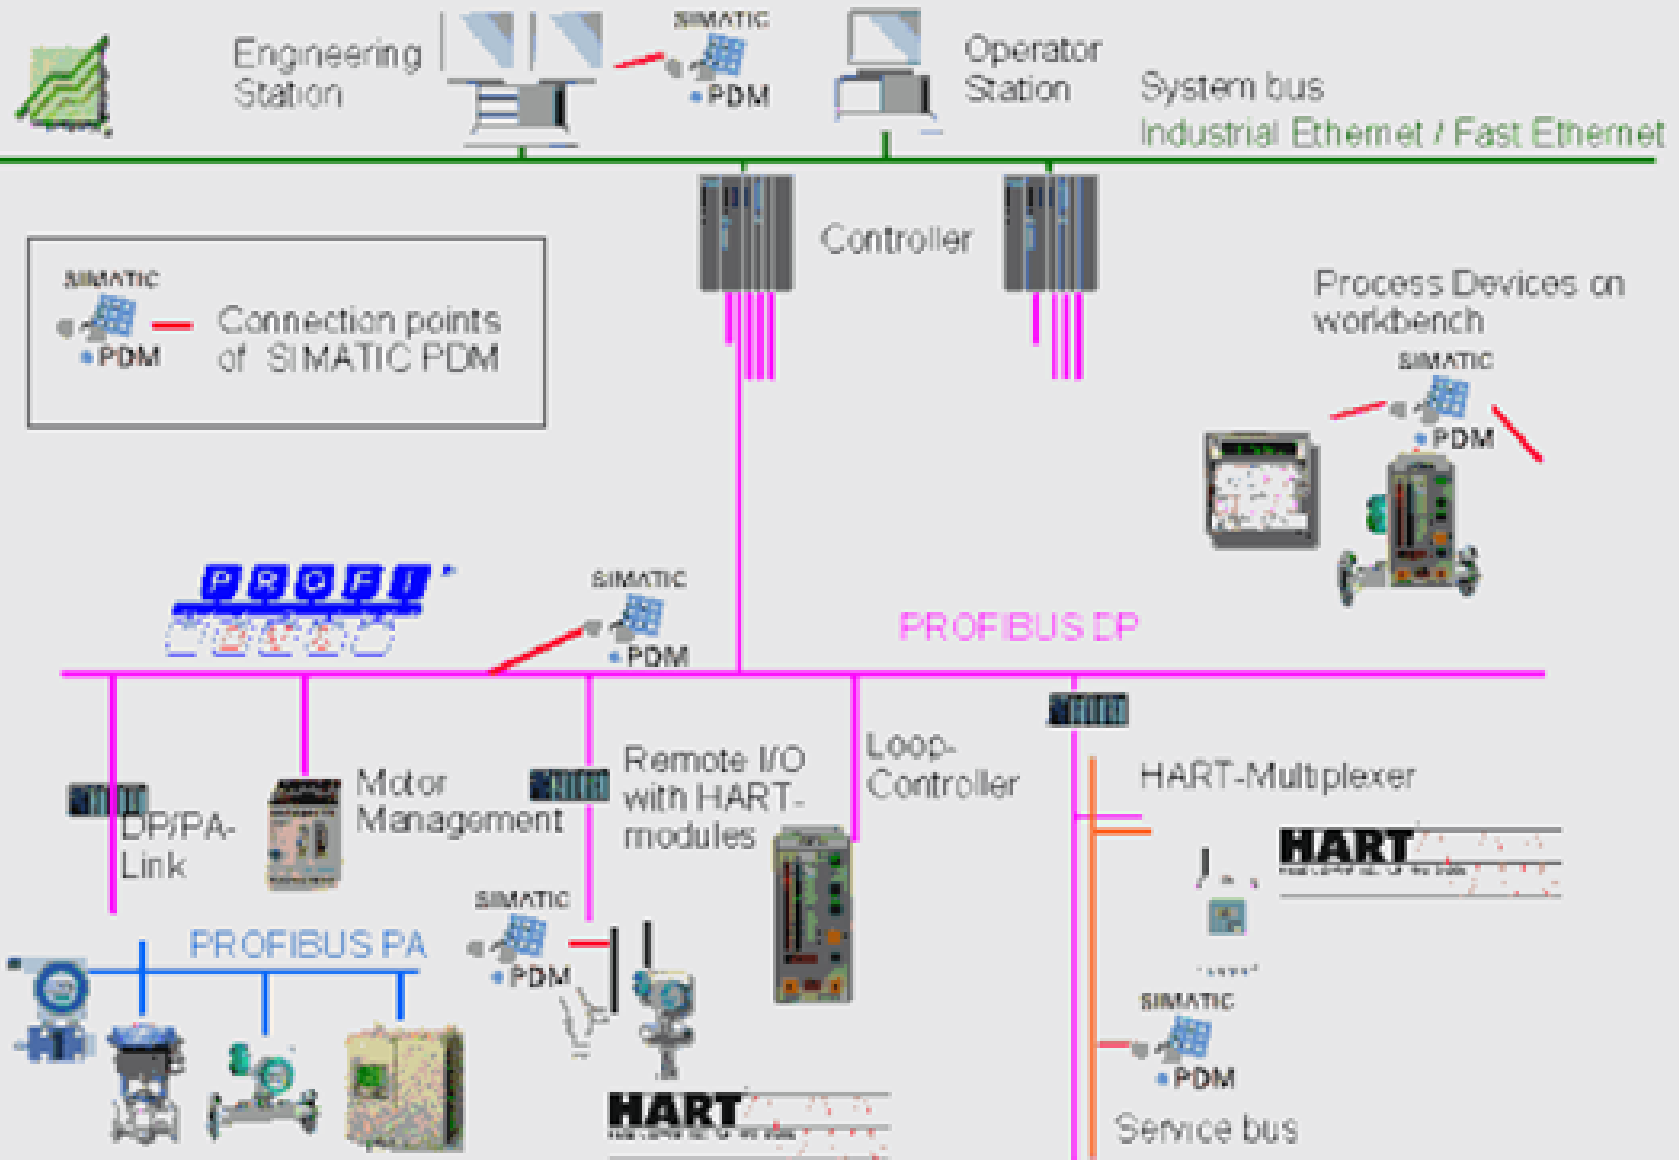 SIMATIC
Engineering
Station
PDM
Operator
Station
System bus
Industrial Ethernet / Fast Ethernet
Controller
SIMATIC
PDM
Connection points
of SIMATIC PDM
Process Devices on
workbench
SIMATIC
PDM
PROFI
SIMATIC
PDM
PROFIBUS DP
DP/PA-
Link
Motor
Management
Remote I/O
with HART-
modules
Loop-
Controller
HART-Multiplexer
HART
PROFIBUS PA
SIMATIC
PDM
HART
SIMATIC
PDM
Service bus